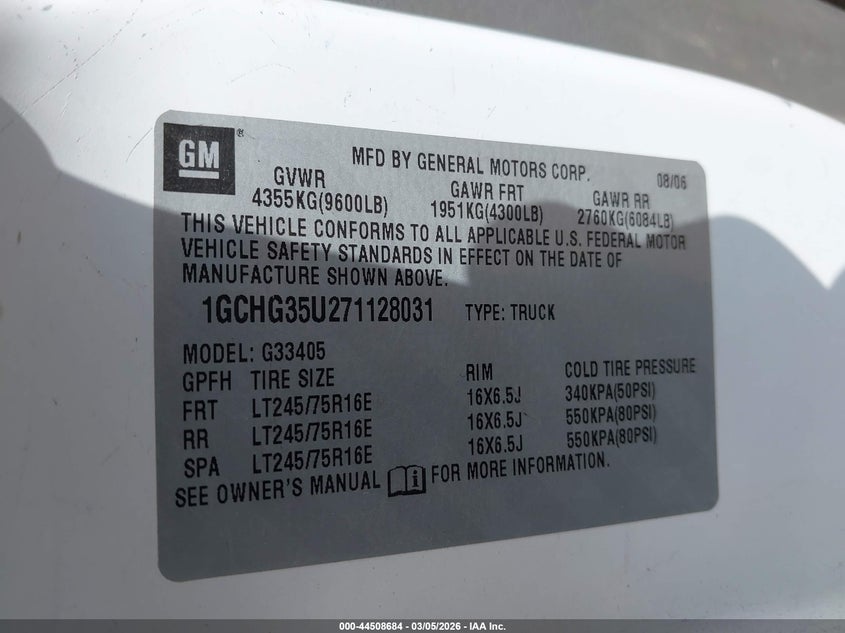 GM ®
MFD BY GENERAL MOTORS CORP. 08/06
GVWR GAWR FRT GAWR RR
4355KG(9600LB) 1951KG(4300LB) 2760KG(6084LB)
THIS VEHICLE CONFORMS TO ALL APPLICABLE U.S. FEDERAL MOTOR
VEHICLE SAFETY STANDARDS IN EFFECT ON THE DATE OF
MANUFACTURE SHOWN ABOVE.
1GCHG35U271128031 TYPE: TRUCK
MODEL: G33405
GPFH TIRE SIZE RIM COLD TIRE PRESSURE
FRT LT245/75R16E 16X6.5J 340KPA(50PSI)
RR LT245/75R16E 16X6.5J 550KPA(80PSI)
SPA LT245/75R16E 16X6.5J 550KPA(80PSI)
SEE OWNER'S MANUAL FOR MORE INFORMATION.
000-44508684 - 03/05/2026 - IAA Inc.